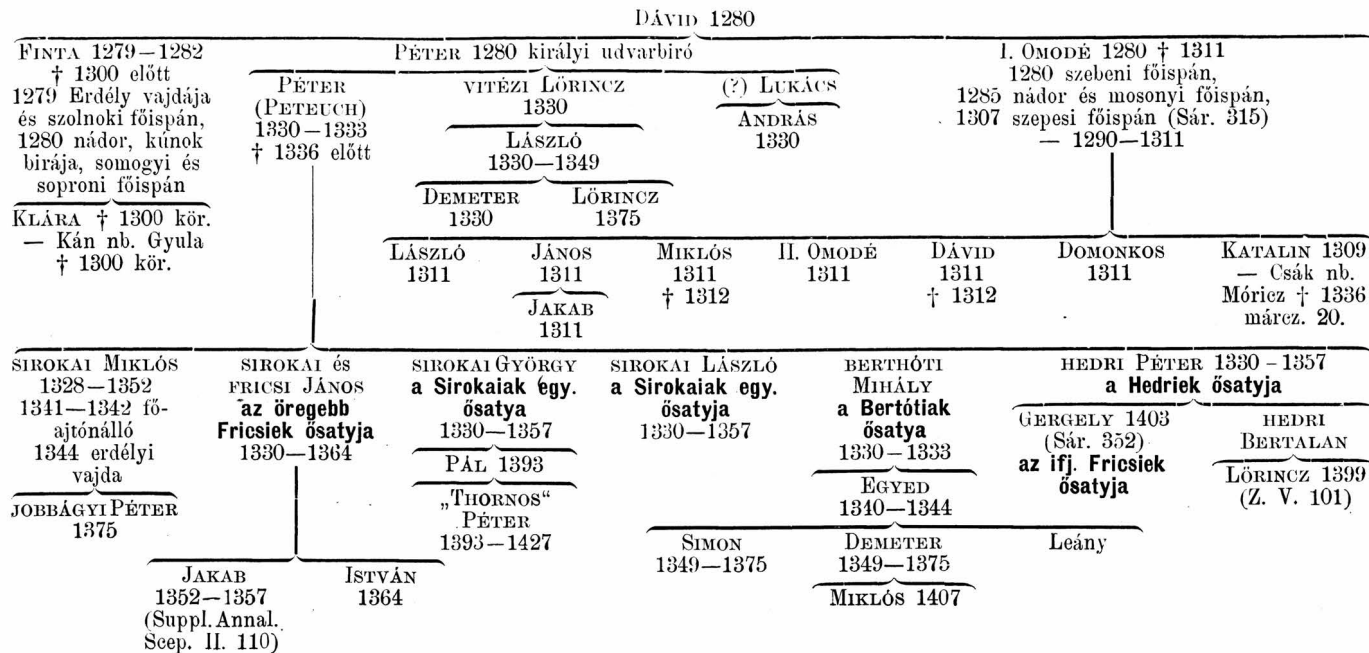 DÁVID 1280
FINTA 1279–1282
† 1300 előtt
1279 Erdély vajdája
és szolnoki főispán,
1280 nádor, kúnok
birája, somogyi és
soproni főispán
KLÁRA † 1300 kör.
— Kán nb. Gyula
† 1300 kör.
PÉTER 1280 királyi udvarbiró
PÉTER
(PETEUCH)
1330–1333
† 1336 előtt
VITÉZI LŐRINCZ
1330
LÁSZLÓ
1330—1349
DEMETER
1330
LŐRINCZ
1375
(?) LUKÁCS
ANDRÁS
1330
I. OMODÉ 1280 † 1311
1280 szebeni főispán,
1285 nádor és mosonyi főispán,
1307 szepesi főispán (Sár. 315)
— 1290—1311
LÁSZLÓ
1311
JÁNOS
1311
JAKAB
1311
MIKLÓS
1311
† 1312
II. OMODÉ
1311
DÁVID
1311
† 1312
DOMONKOS
1311
KATALIN 1309
— Csák nb.
Móricz † 1336
márcz. 20.
SIROKAI MIKLÓS
1328—1352
1341—1342 fő-
ajtónálló
1344 erdélyi
vajda
JOBBÁGYI PÉTER
1375
SIROKAI és
FRICSI JÁNOS
az öregebb
Fricsiek ősatyja
1330—1364
JAKAB
1352—1357
(Suppl. Annal.
Scep. II. 110)
ISTVÁN
1364
SIROKAI GYÖRGY
a Sirokaiak egy.
ősatya
1330—1357
PÁL 1393
„THORNOS“
PÉTER
1393—1427
SIROKAI LÁSZLÓ
a Sirokaiak egy.
ősatyja
1330—1357
BERTHÓTI
MIHÁLY
a Bertótiak
ősatya
1330–1333
EGYED
1340—1344
SIMON
1349—1375
DEMETER
1349—1375
MIKLÓS 1407
Leány
HEDRI PÉTER 1330–1357
a Hedriek ősatyja
GERGELY 1403
(Sár. 352)
az ifj. Fricsiek
ősatyja
HEDRI
BERTALAN
LŐRINCZ 1399
(Z. V. 101)